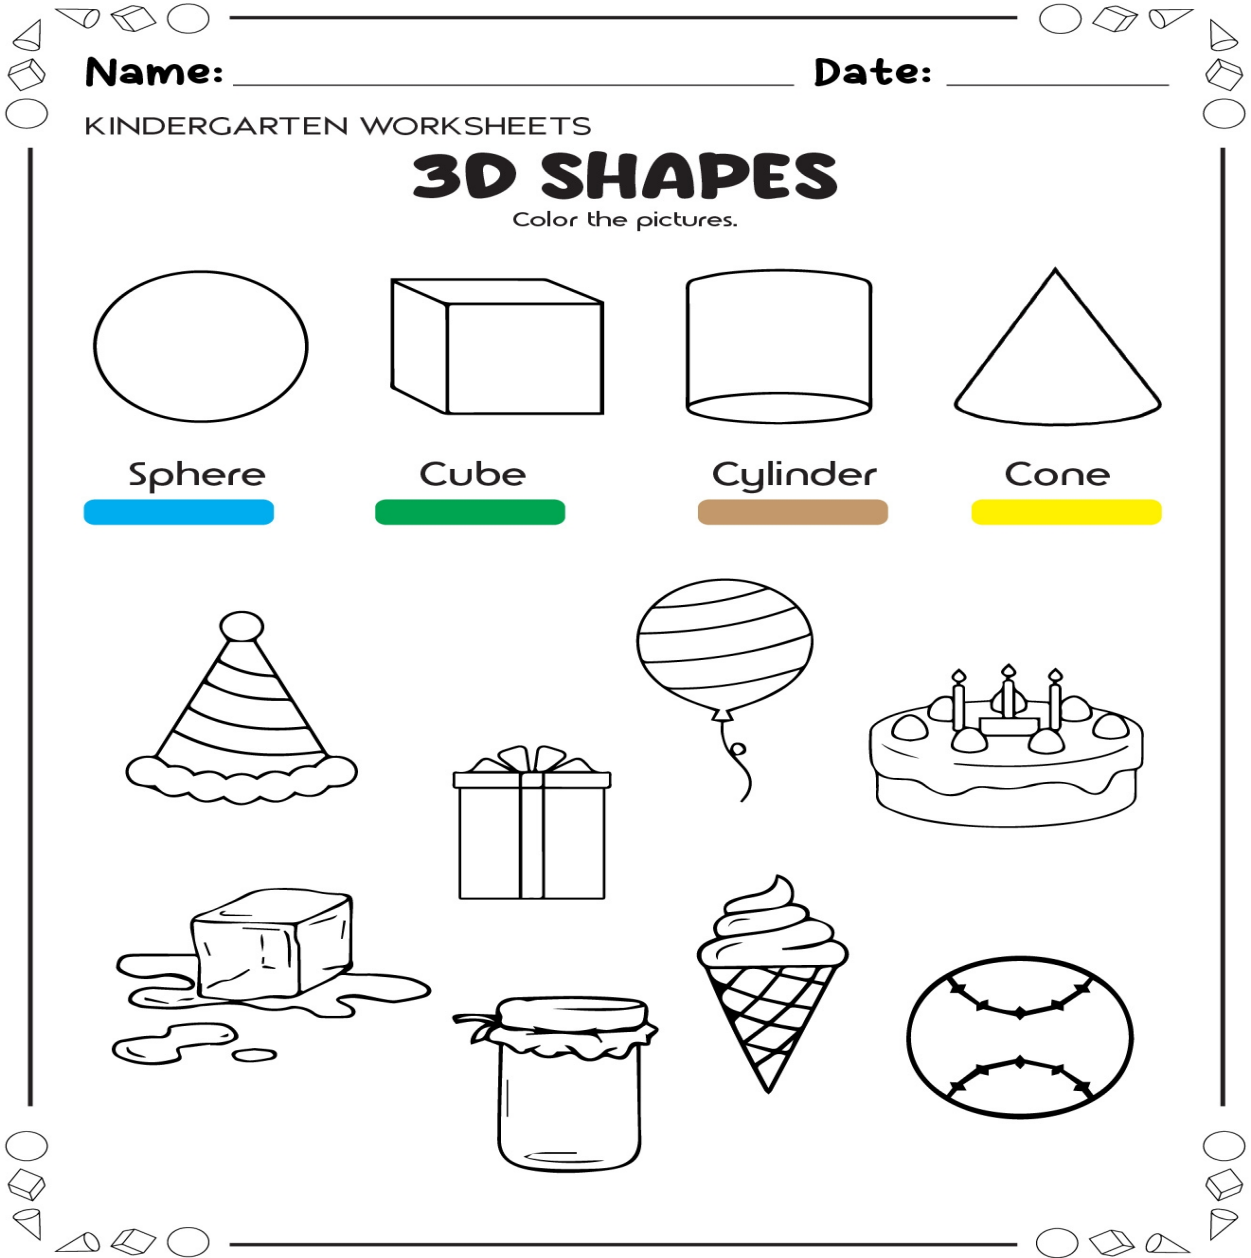 Name: Date:
KINDERGARTEN WORKSHEETS
3D SHAPES
Color the pictures.
Sphere Cube Cylinder Cone